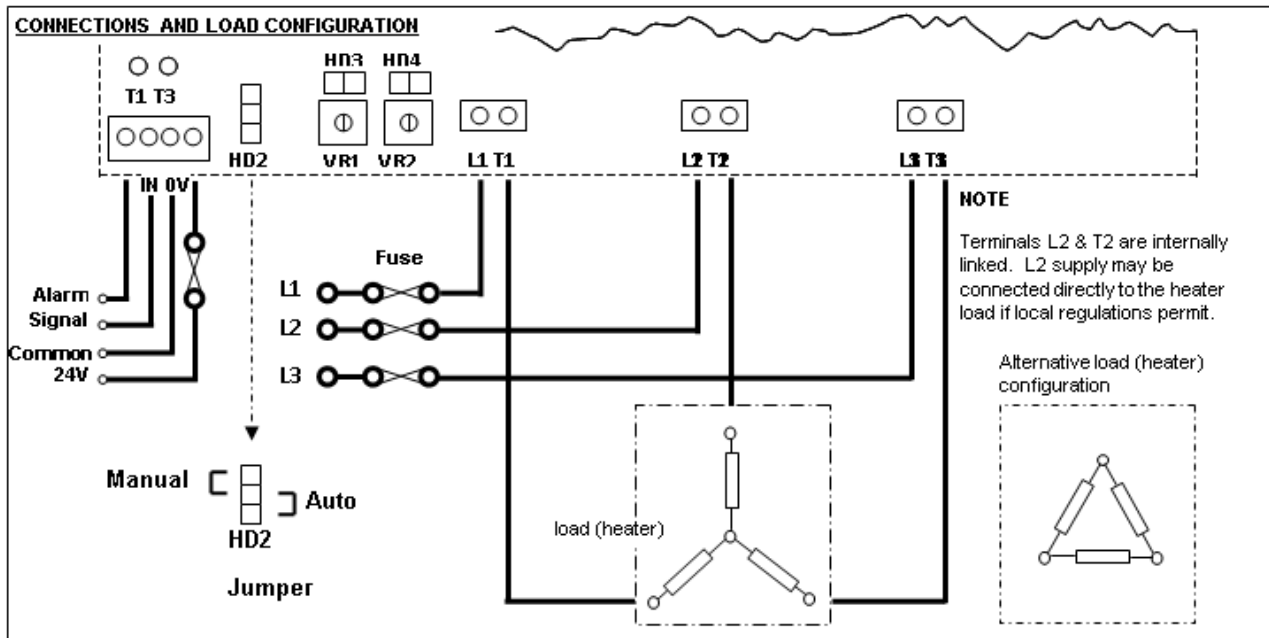 CONNECTIONS AND LOAD CONFIGURATION
HD3 HD4
T1 T3
HD2
VR1 VR2
L1 T1
L2 T2
L3 T3
IN 0V
NOTE
Terminals L2 & T2 are internally
linked. L2 supply may be
connected directly to the heater
load if local regulations permit.
Fuse
Alarm
Signal
Common
24V
L1
L2
L3
Alternative load (heater)
configuration
Manual
Auto
HD2
Jumper
load (heater)